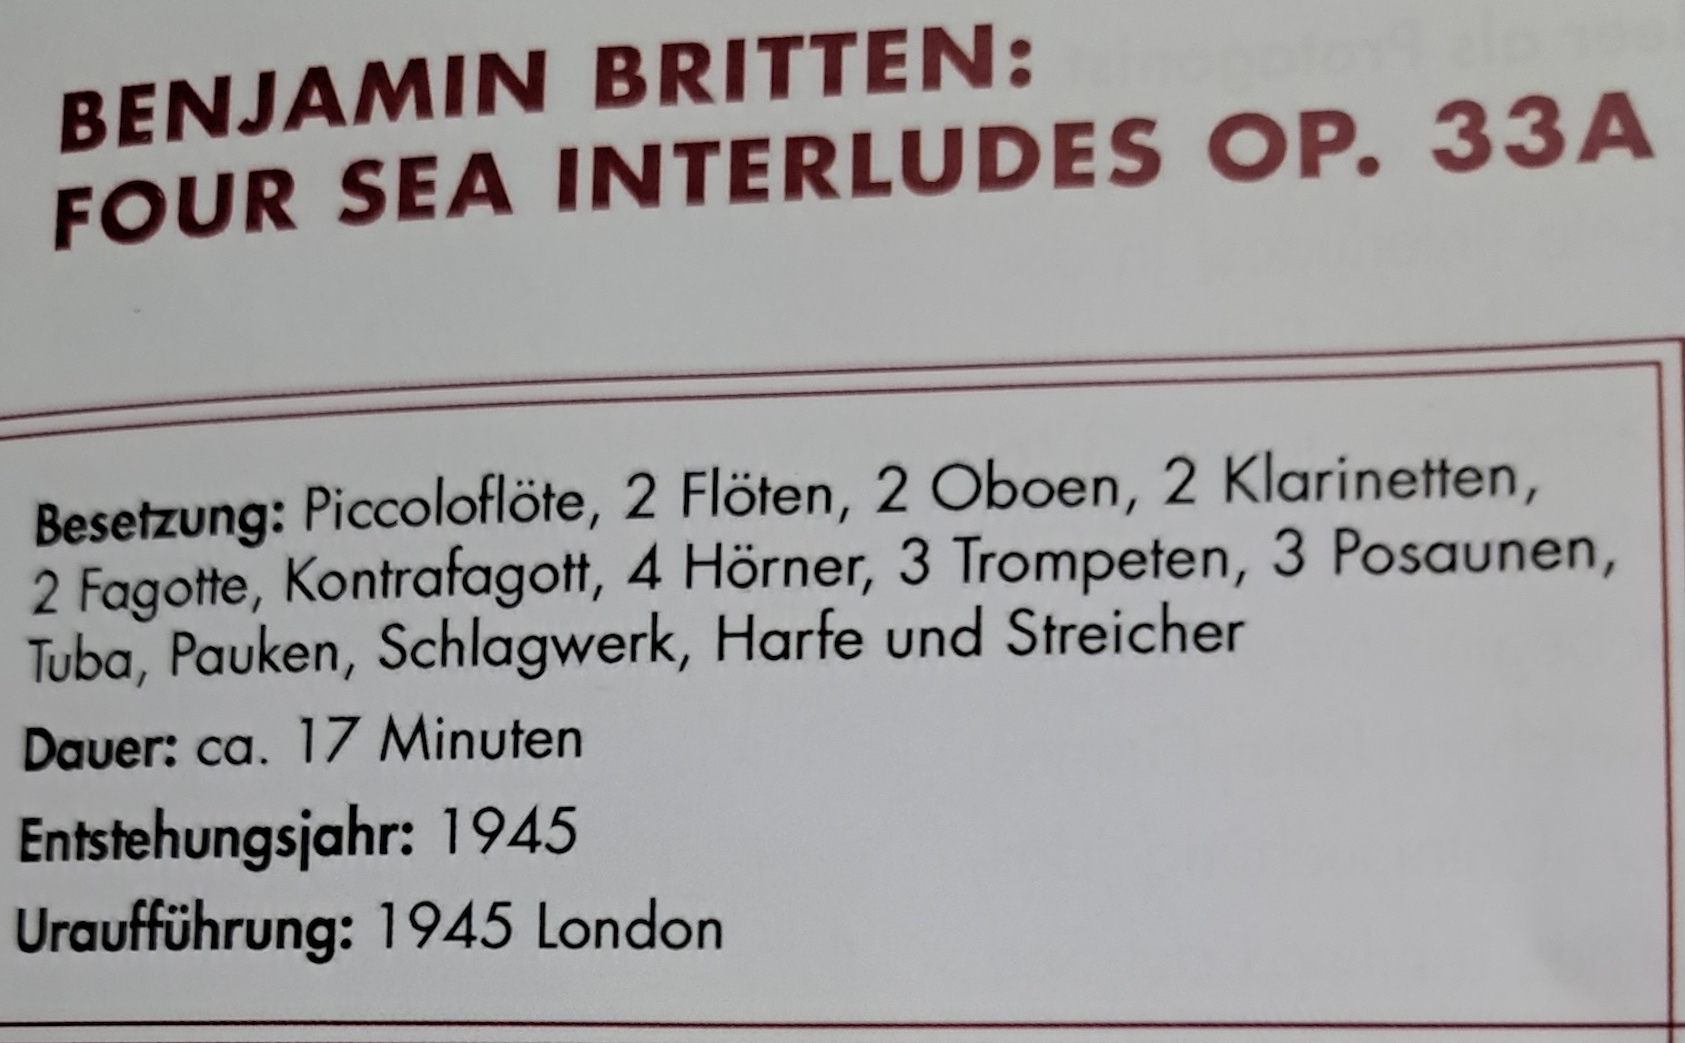 BENJAMIN BRITTEN:
FOUR SEA INTERLUDES OP. 33A
Besetzung: Piccoloflöte, 2 Flöten, 2 Oboen, 2 Klarinetten,
2 Fagotte, Kontrafagott, 4 Hörner, 3 Trompeten, 3 Posaunen,
Tuba, Pauken, Schlagwerk, Harfe und Streicher
Dauer: ca. 17 Minuten
Entstehungsjahr: 1945
Uraufführung: 1945 London